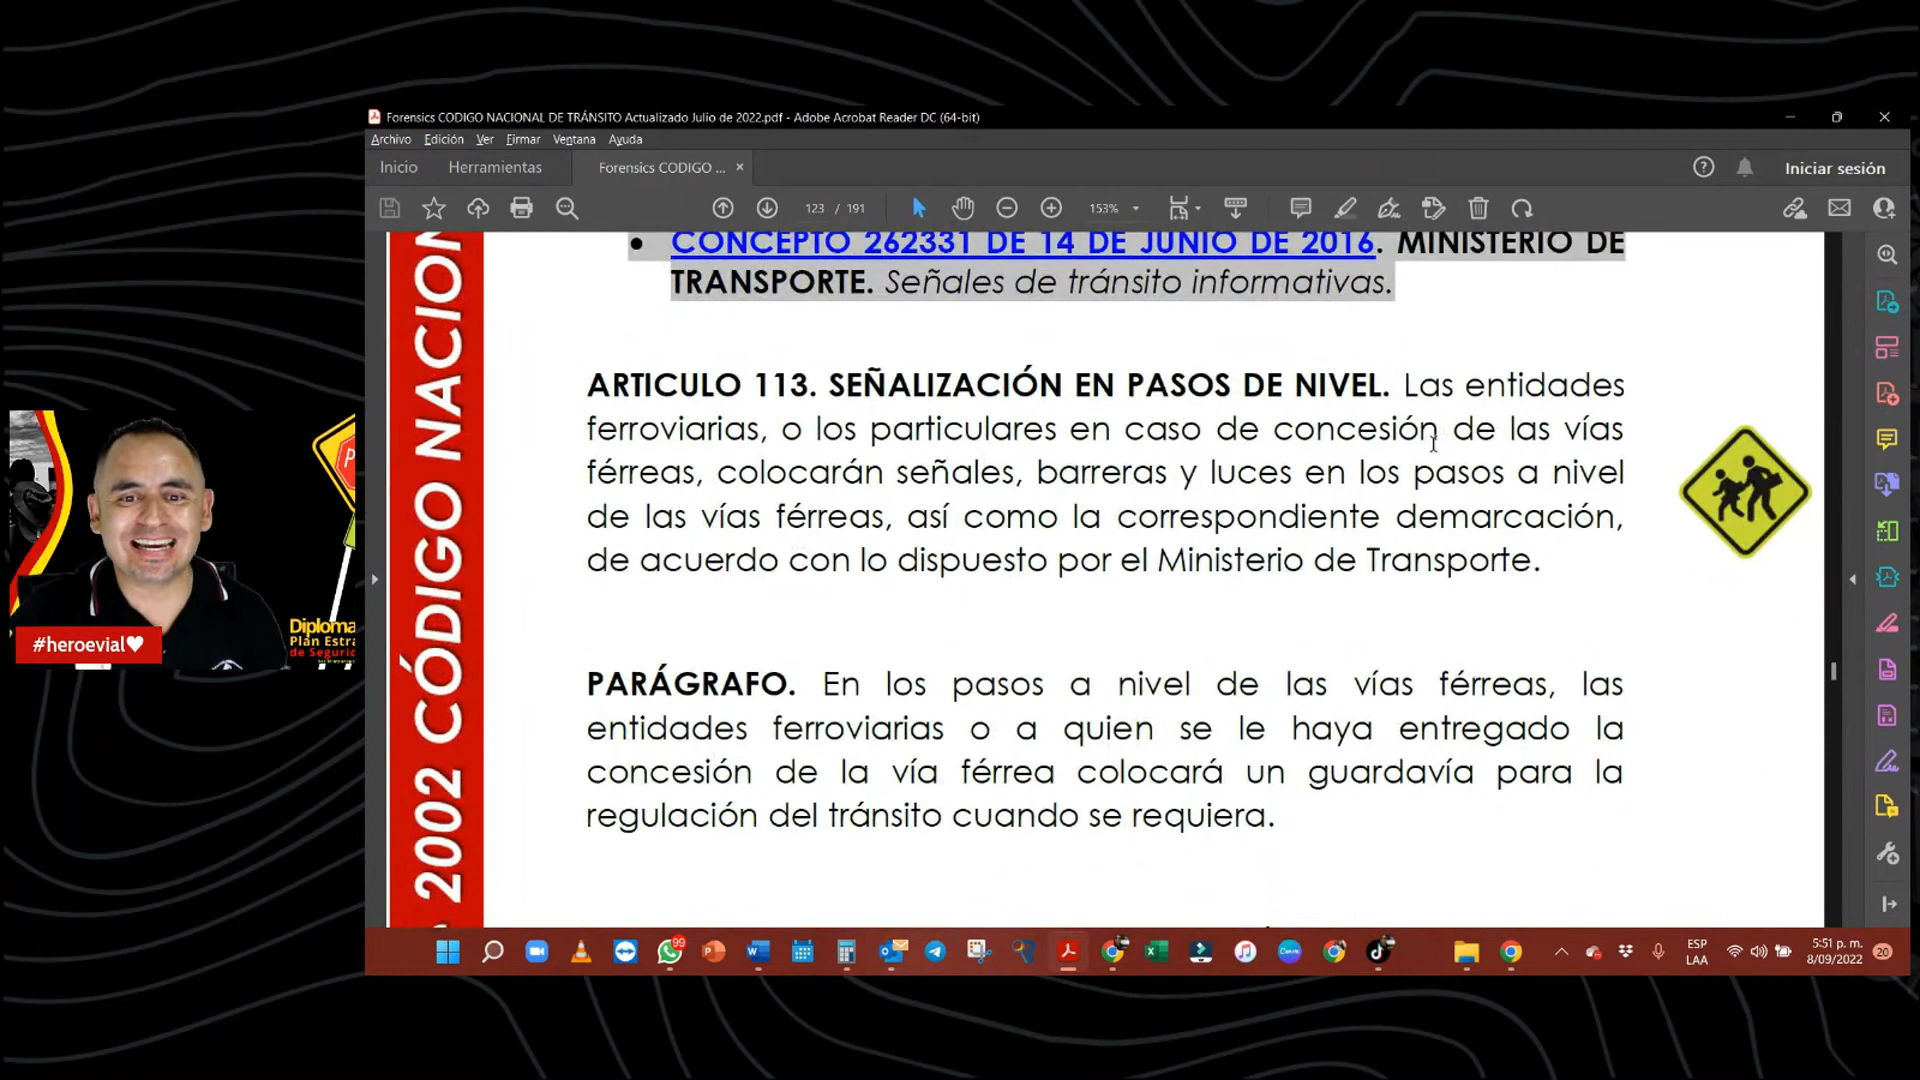 Forensics CODIGO NACIONAL DE TRÁNSITO Actualizado Julio de 2022.pdf - Adobe Acrobat Reader DC (64-bit)
Archivo Edición Ver Firmar Ventana Ayuda
Inicio Herramientas Forensics CODIGO ... × Iniciar sesión
123 / 191 153%
• CONCEPTO 262331 DE 14 DE JUNIO DE 2016. MINISTERIO DE
TRANSPORTE. Señales de tránsito informativas.
ARTICULO 113. SEÑALIZACIÓN EN PASOS DE NIVEL. Las entidades
ferroviarias, o los particulares en caso de concesión de las vías
férreas, colocarán señales, barreras y luces en los pasos a nivel
de las vías férreas, así como la correspondiente demarcación,
de acuerdo con lo dispuesto por el Ministerio de Transporte.
PARÁGRAFO. En los pasos a nivel de las vías férreas, las
entidades ferroviarias o a quien se le haya entregado la
concesión de la vía férrea colocará un guardavía para la
regulación del tránsito cuando se requiera.
2002 CÓDIGO NACION
#heroevial♥
Diploma
Plan Estra
de Segurid
99
ESP
LAA
5:51 p. m.
8/09/2022
20